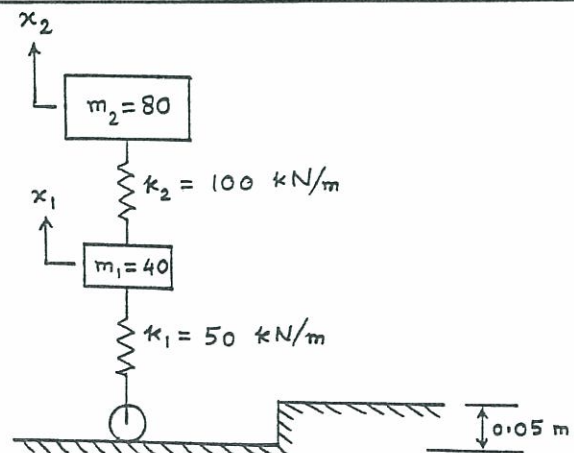 x₂
m₂ = 80
k₂ = 100 kN/m
x₁
m₁ = 40
k₁ = 50 kN/m
0.05 m